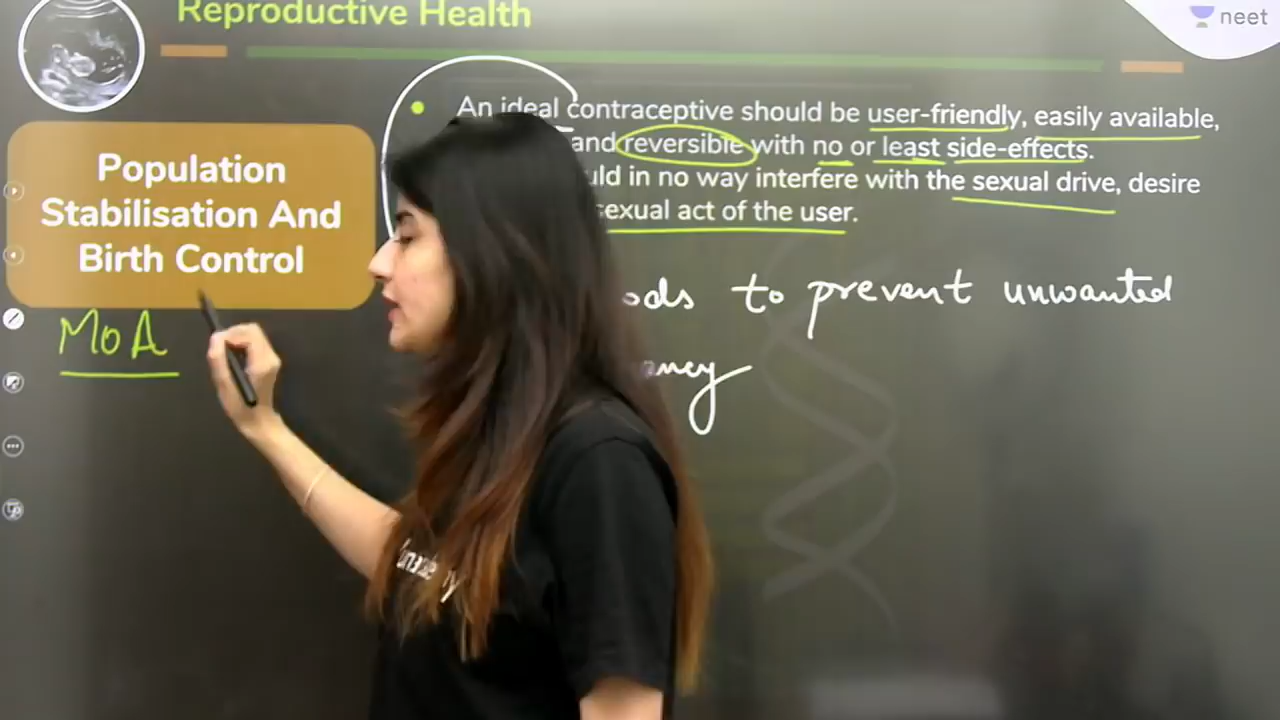 Reproductive Health
neet
An ideal contraceptive should be user-friendly, easily available,
and reversible with no or least side-effects.
in no way interfere with the sexual drive, desire
sexual act of the user.
Population
Stabilisation And
Birth Control
to prevent unwanted
MoA